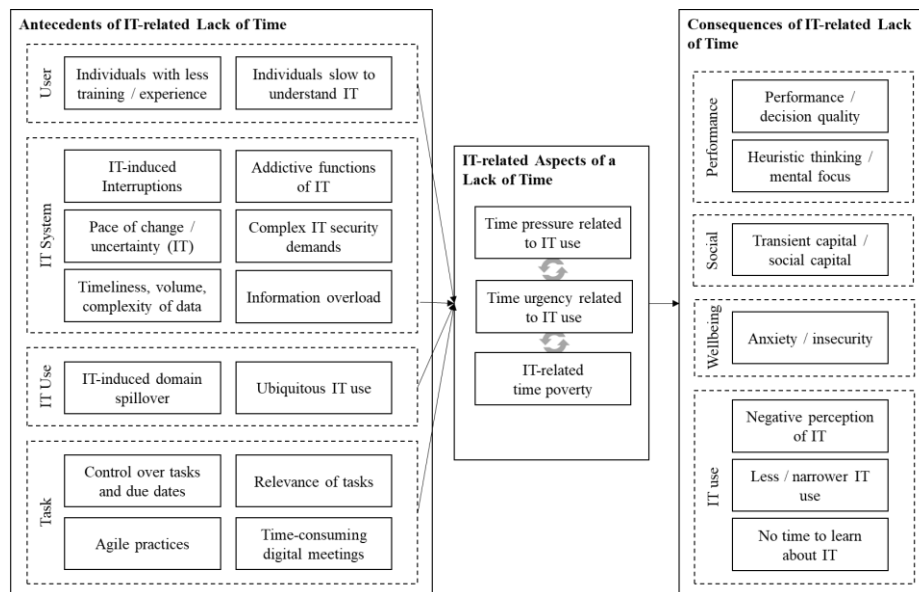 Antecedents of IT-related Lack of Time
User
Individuals with less
training / experience
Individuals slow to
understand IT
IT System
IT-induced
Interruptions
Addictive functions
of IT
Pace of change /
uncertainty (IT)
Complex IT security
demands
Timeliness, volume,
complexity of data
Information overload
IT Use
IT-induced domain
spillover
Ubiquitous IT use
Task
Control over tasks
and due dates
Relevance of tasks
Agile practices
Time-consuming
digital meetings
IT-related Aspects of a
Lack of Time
Time pressure related
to IT use
Time urgency related
to IT use
IT-related
time poverty
Consequences of IT-related Lack
of Time
Performance
Performance /
decision quality
Heuristic thinking /
mental focus
Social
Transient capital /
social capital
Wellbeing
Anxiety / insecurity
IT use
Negative perception
of IT
Less / narrower IT
use
No time to learn
about IT